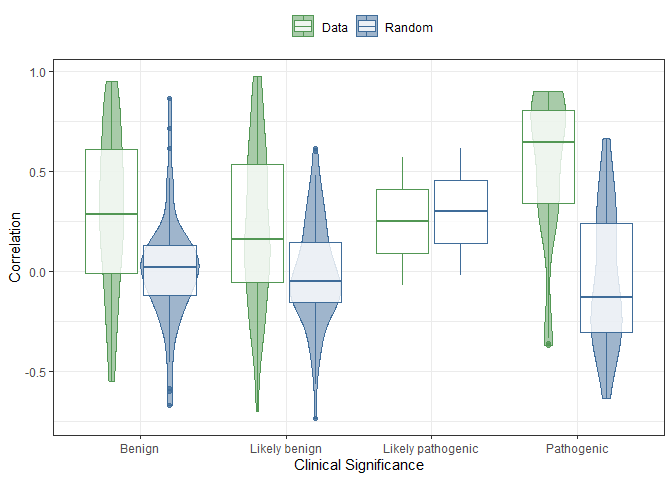 Data Random
1.0
0.5
0.0
-0.5
Correlation
Benign Likely benign Likely pathogenic Pathogenic
Clinical Significance